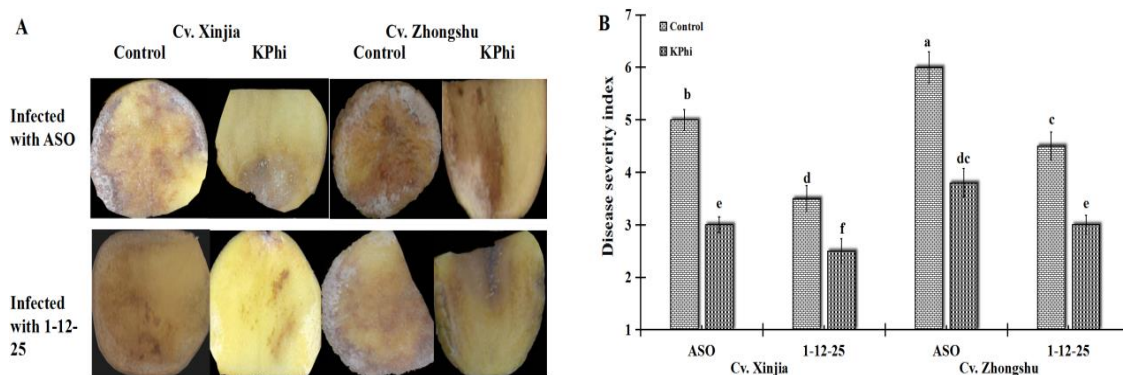 A
Cv. Xinjia Cv. Zhongshu
Control KPhi Control KPhi
Infected
with ASO
Infected
with 1-12-
25
B
Disease severity index
7
6
5
4
3
2
1
Control
KPhi
b
e
d
f
a
dc
c
e
ASO 1-12-25 ASO 1-12-25
Cv. Xinjia Cv. Zhongshu